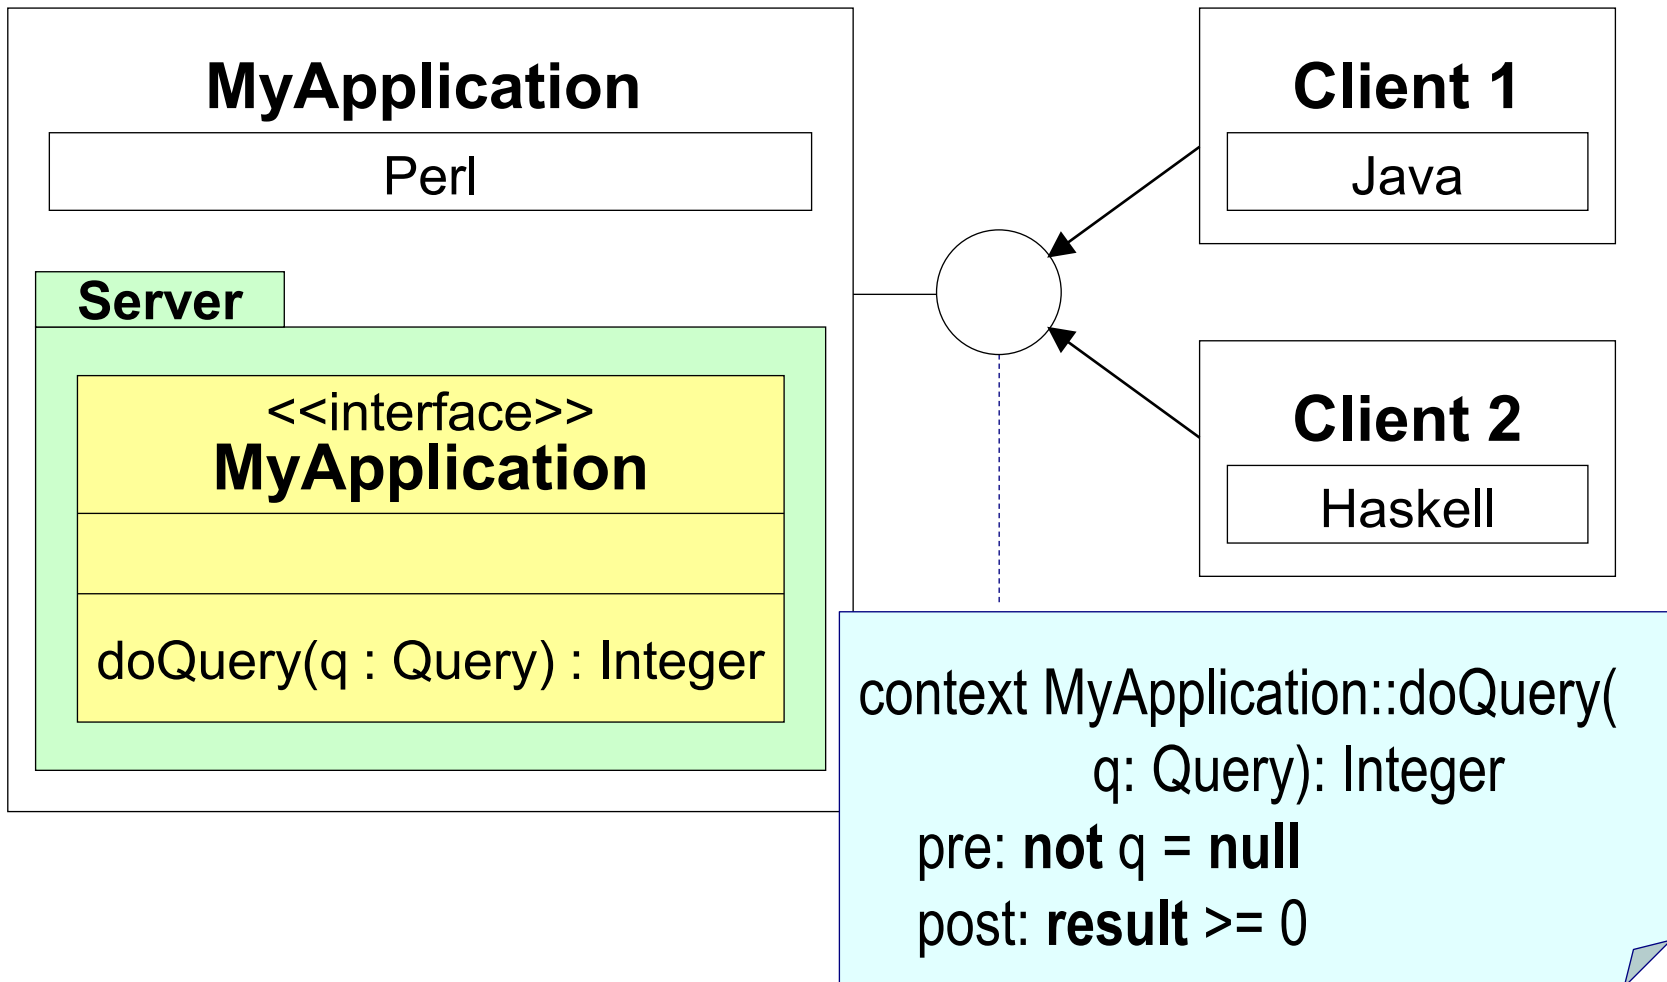 MyApplication
Perl
Server
<<interface>>
MyApplication
doQuery(q : Query) : Integer
Client 1
Java
Client 2
Haskell
context MyApplication::doQuery(
q: Query): Integer
pre: not q = null
post: result >= 0